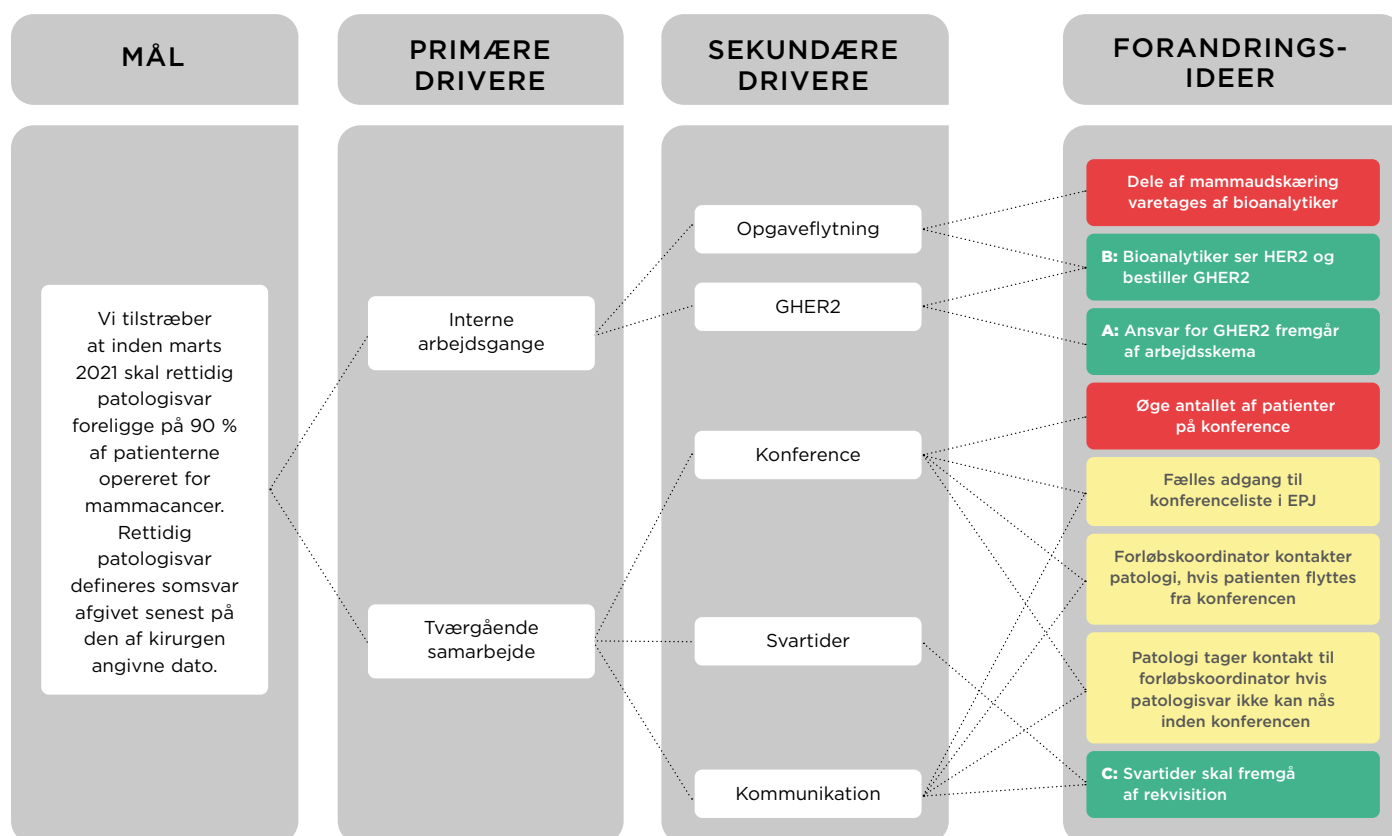 MÅL
PRIMÆRE
DRIVERE
SEKUNDÆRE
DRIVERE
FORANDRINGS-
IDEER
Vi tilstræber
at inden marts
2021 skal rettidig
patologisvar
foreligge på 90 %
af patienterne
opereret for
mammacancer.
Rettidig
patologisvar
defineres somsvar
afgivet senest på
den af kirurgen
angivne dato.
Interne
arbejdsgange
Tværgående
samarbejde
Opgaveflytning
GHER2
Konference
Svartider
Kommunikation
Dele af mammaudskæring
varetages af bioanalytiker
B: Bioanalytiker ser HER2 og
bestiller GHER2
A: Ansvar for GHER2 fremgår
af arbejdsskema
Øge antallet af patienter
på konference
Fælles adgang til
konferenceliste i EPJ
Forløbskoordinator kontakter
patologi, hvis patienten flyttes
fra konferencen
Patologi tager kontakt til
forløbskoordinator hvis
patologisvar ikke kan nås
inden konferencen
C: Svartider skal fremgå
af rekvisition